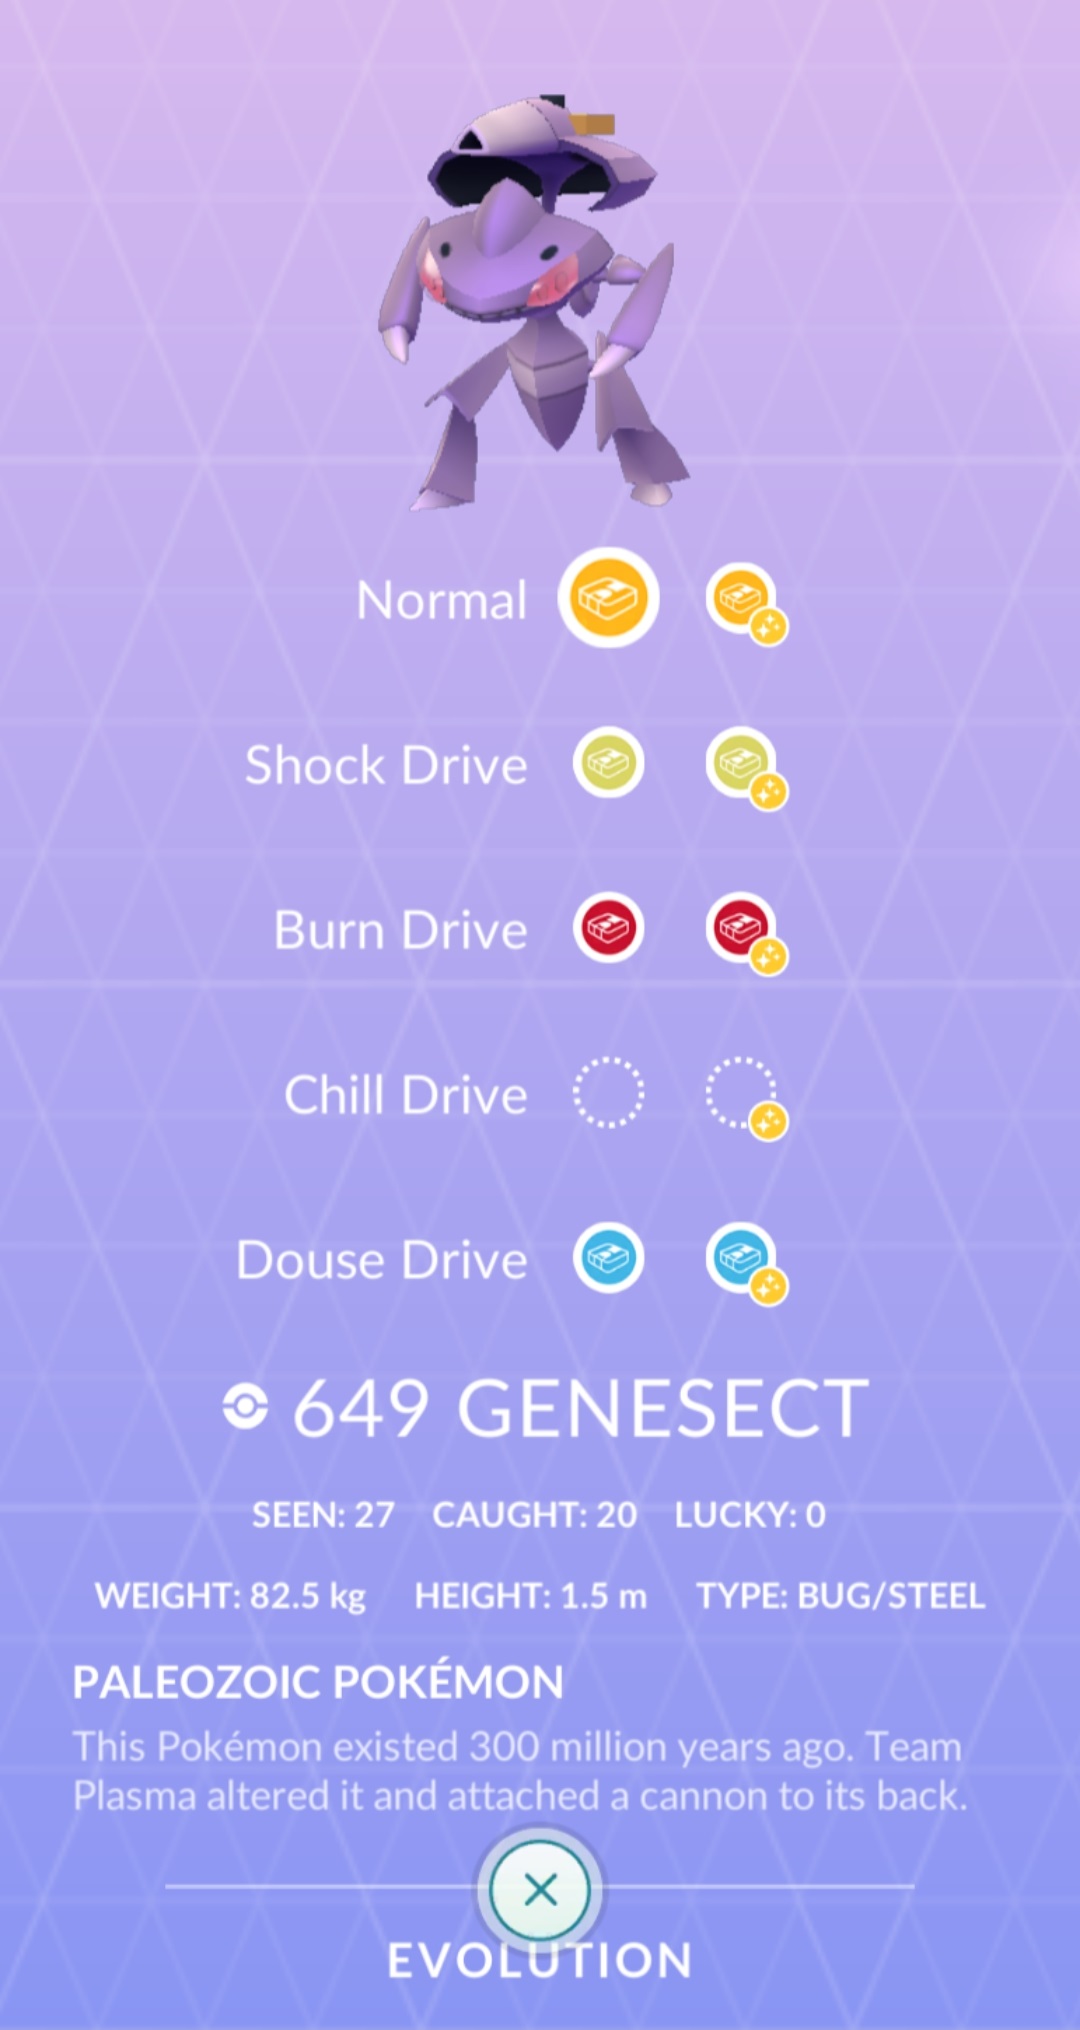 Normal
Shock Drive
Burn Drive
Chill Drive
Douse Drive
649 GENESECT
SEEN: 27 CAUGHT: 20 LUCKY: 0
WEIGHT: 82.5 kg HEIGHT: 1.5 m TYPE: BUG/STEEL
PALEOZOIC POKÉMON
This Pokémon existed 300 million years ago. Team
Plasma altered it and attached a cannon to its back.
EVOLUTION